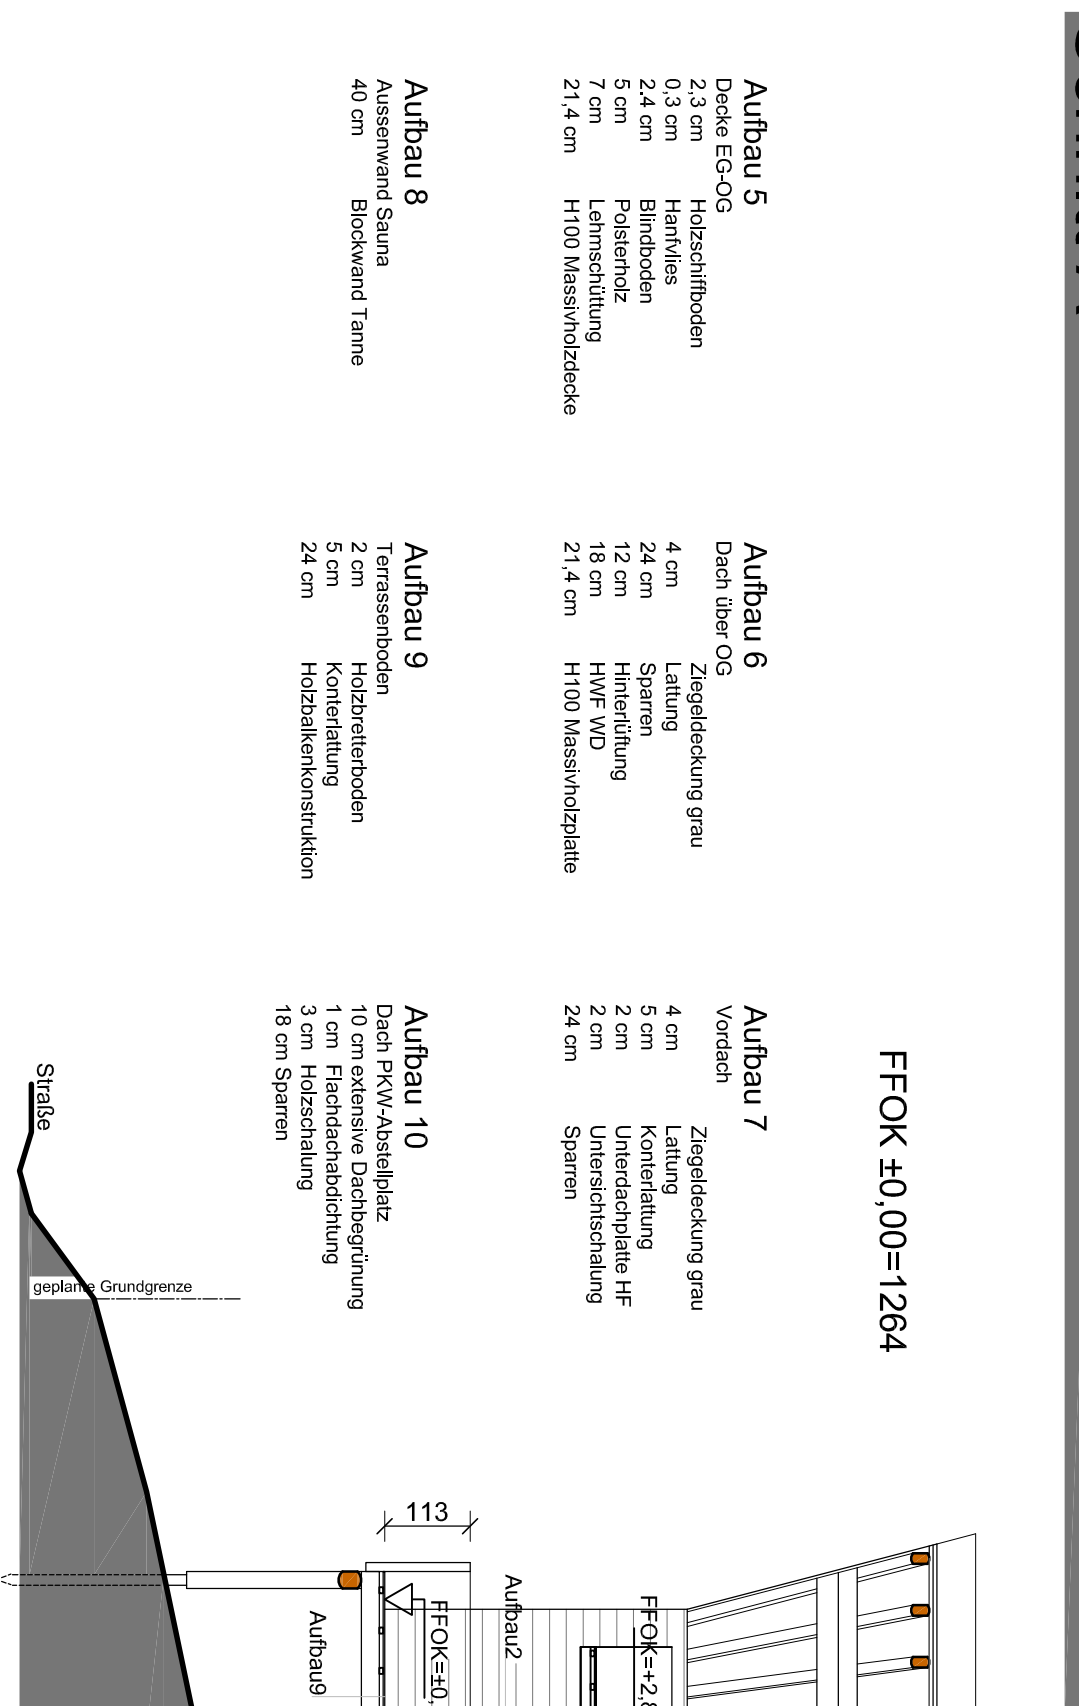 FFOK ±0,00=1264
Aufbau 5
Decke EG-OG
2,3 cm Holzschiffboden
0,3 cm Hanfvlies
2.4 cm Blindboden
5 cm Polsterholz
7 cm Lehmschüttung
21,4 cm H100 Massivholzdecke
Aufbau 6
Dach über OG
Ziegeldeckung grau
4 cm Lattung
24 cm Sparren
12 cm Hinterlüftung
18 cm HWF WD
21,4 cm H100 Massivholzplatte
Aufbau 7
Vordach
Ziegeldeckung grau
4 cm Lattung
5 cm Konterlattung
2 cm Unterdachplatte HF
2 cm Untersichtschalung
24 cm Sparren
Aufbau 8
Aussenwand Sauna
40 cm Blockwand Tanne
Aufbau 9
Terrassenboden
2 cm Holzbretterboden
5 cm Konterlattung
24 cm Holzbalkenkonstruktion
Aufbau 10
Dach PKW-Abstellplatz
10 cm extensive Dachbegrünung
1 cm Flachdachabdichtung
3 cm Holzschalung
18 cm Sparren
FFOK=+2,8
Aufbau2
FFOK=±0,
113
Aufbau9
Straße
geplante Grundgrenze